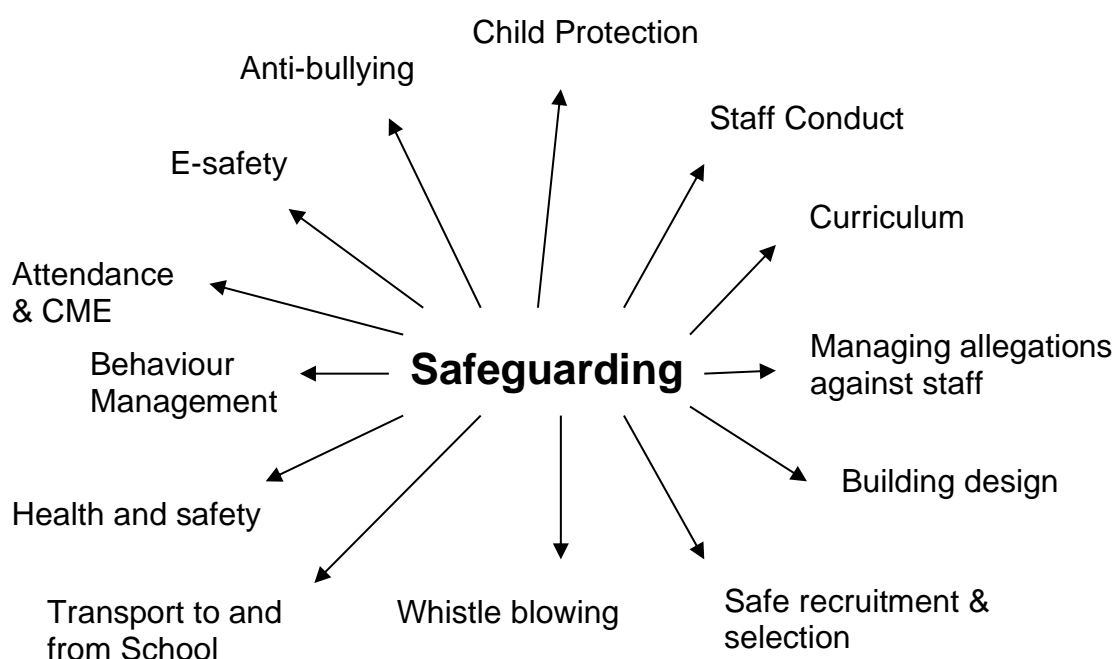 Child Protection
Anti-bullying
Staff Conduct
E-safety
Curriculum
Attendance
& CME
Managing allegations
against staff
Behaviour
Management
Safeguarding
Building design
Health and safety
Transport to and
from School
Whistle blowing
Safe recruitment &
selection